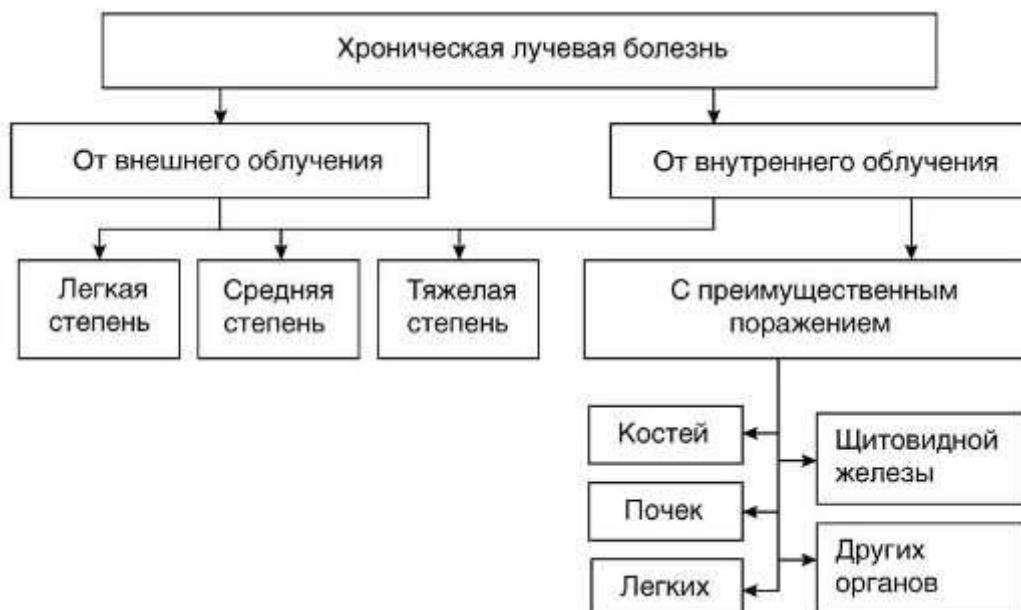 Хроническая лучевая болезнь
От внешнего облучения
От внутреннего облучения
Легкая
степень
Средняя
степень
Тяжелая
степень
С преимущественным
поражением
Костей
Щитовидной
железы
Почек
Других
органов
Легких